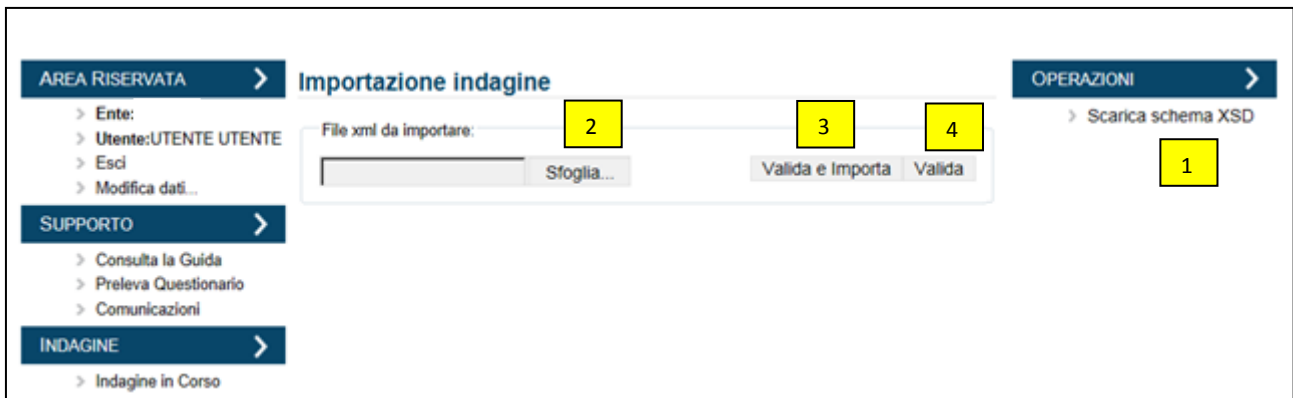 AREA RISERVATA
Ente:
Utente:UTENTE UTENTE
Esci
Modifica dati...
SUPPORTO
Consulta la Guida
Preleva Questionario
Comunicazioni
INDAGINE
Indagine in Corso
Importazione indagine
File xml da importare:
2
3
4
Sfoglia...
Valida e Importa
Valida
OPERAZIONI
Scarica schema XSD
1